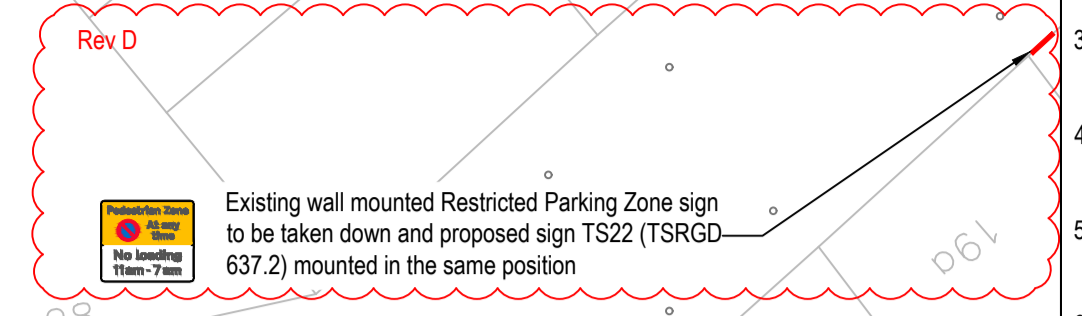 Rev D
Existing wall mounted Restricted Parking Zone sign
to be taken down and proposed sign TS22 (TSRGD
637.2) mounted in the same position
Pedestrian Zone
At any
time
No loading
11am - 7am
19a
3
4
5